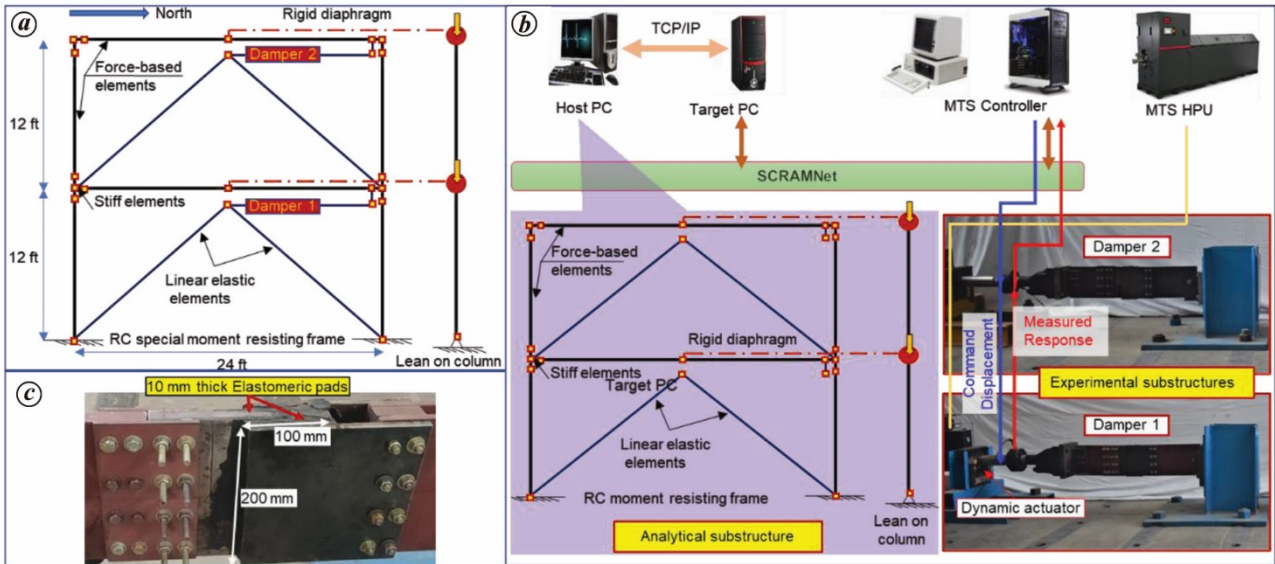 a
North
Rigid diaphragm
Damper 2
Force-based
elements
12 ft
Stiff elements
Damper 1
12 ft
Linear elastic
elements
RC special moment resisting frame
24 ft
Lean on column
b
TCP/IP
Host PC
Target PC
MTS Controller
MTS HPU
SCRAMNet
Force-based
elements
Rigid diaphragm
Stiff elements
Target PC
Linear elastic
elements
RC moment resisting frame
Lean on
column
Analytical substructure
Damper 2
Command
Displacement
Measured
Response
Experimental substructures
Damper 1
Dynamic actuator
c
10 mm thick Elastomeric pads
100 mm
200 mm